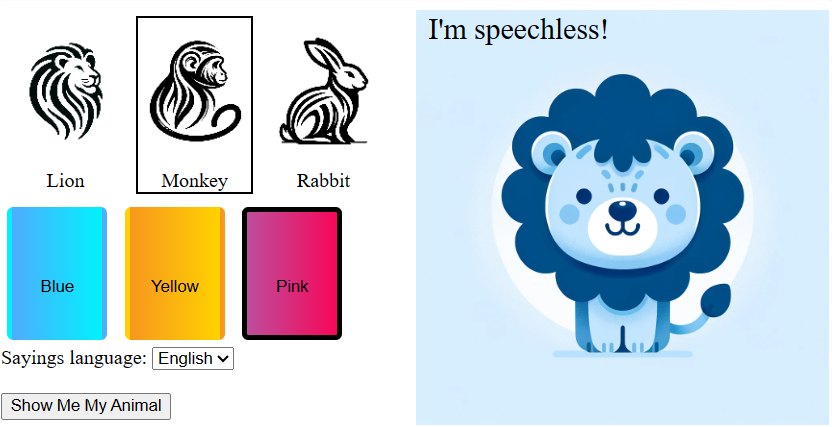 Lion
Monkey
Rabbit
Blue
Yellow
Pink
Sayings language: English
Show Me My Animal
I'm speechless!